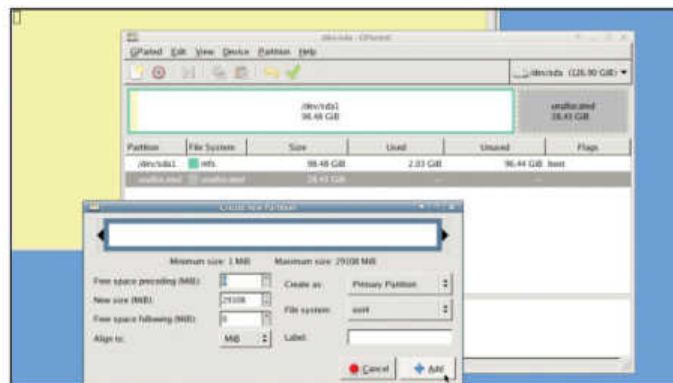 /dev/sda - GParted
GParted Edit View Device Partition Help
/dev/sda (126.90 GiB)
/dev/sda1
98.48 GiB
unallocated
28.43 GiB
Partition File System Size Used Unused Flags
/dev/sda1 ntfs 98.48 GiB 2.03 GiB 96.44 GiB boot
unallocated unallocated 28.43 GiB --- ---
Create new Partition
Minimum size: 1 MiB Maximum size: 29108 MiB
Free space preceding (MiB): Create as: Primary Partition
New size (MiB): 29108
File system: ext4
Free space following (MiB): 0
Align to: MiB Label:
Cancel Add